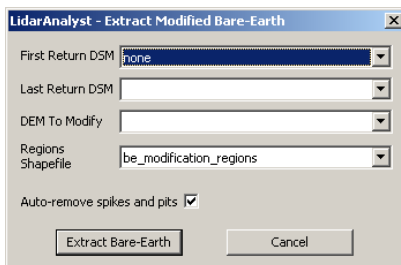 LidarAnalyst - Extract Modified Bare-Earth
First Return DSM none
Last Return DSM
DEM To Modify
Regions
Shapefile be_modification_regions
Auto-remove spikes and pits
Extract Bare-Earth Cancel